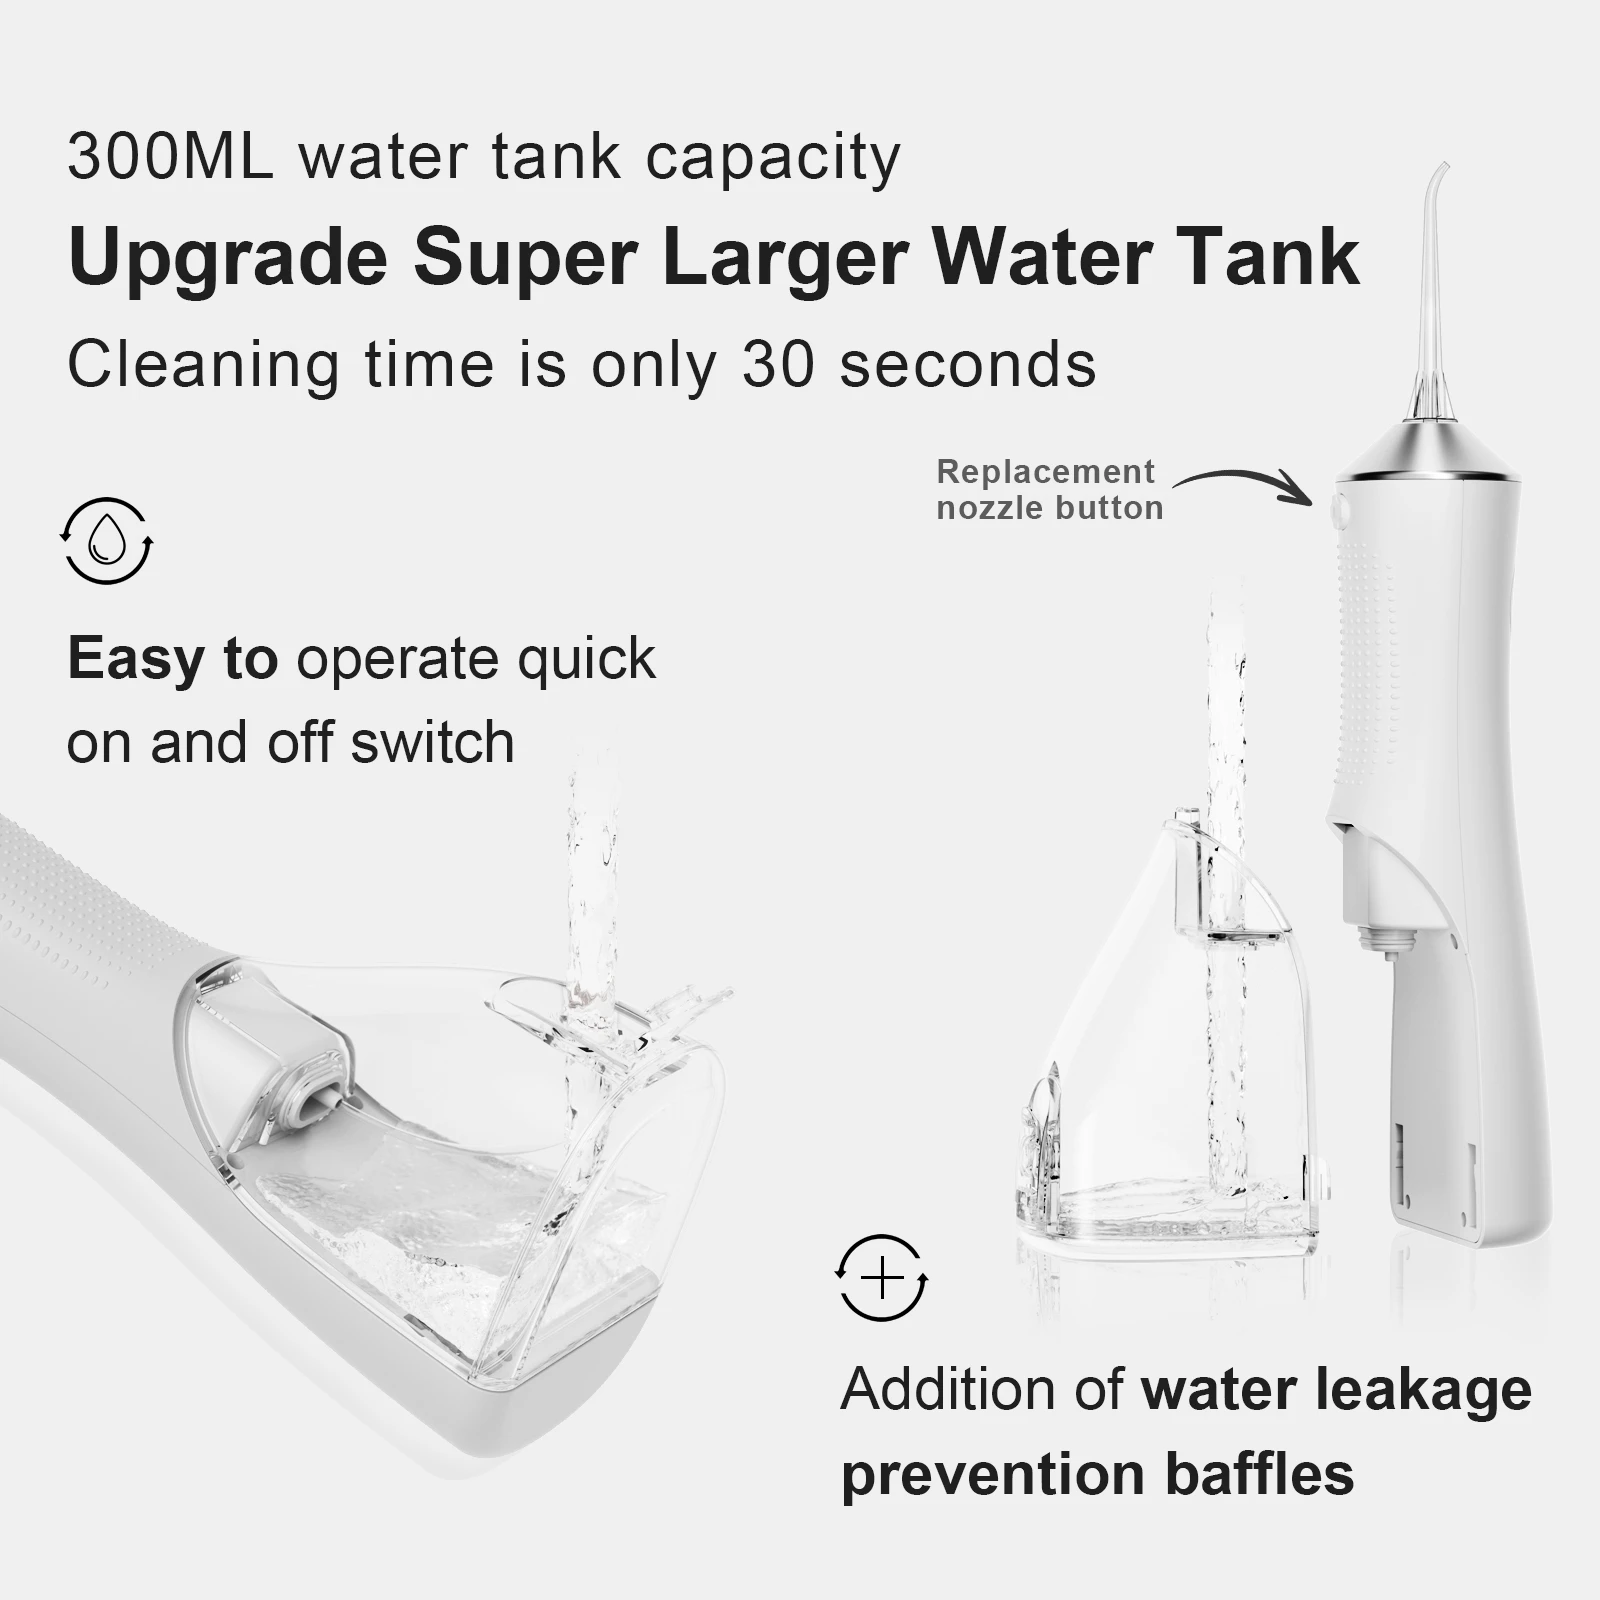 300ML water tank capacity
Upgrade Super Larger Water Tank
Cleaning time is only 30 seconds
Replacement
nozzle button
Easy to operate quick
on and off switch
Addition of water leakage
prevention baffles